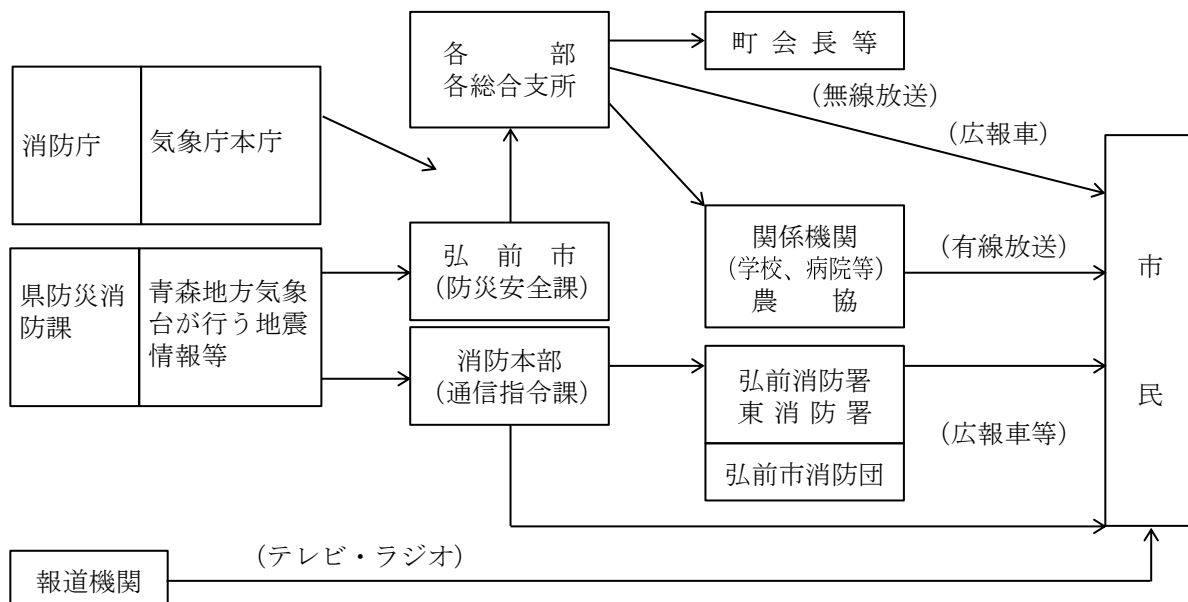 各　　　部
各総合支所
町会長等
(無線放送)
(広報車)
消防庁
気象庁本庁
県防災消
防課
青森地方気象
台が行う地震
情報等
弘　前　市
(防災安全課)
関係機関
(学校、病院等)
農　　協
(有線放送)
市
民
消防本部
(通信指令課)
弘前消防署
東消防署
弘前市消防団
(広報車等)
(テレビ・ラジオ)
報道機関